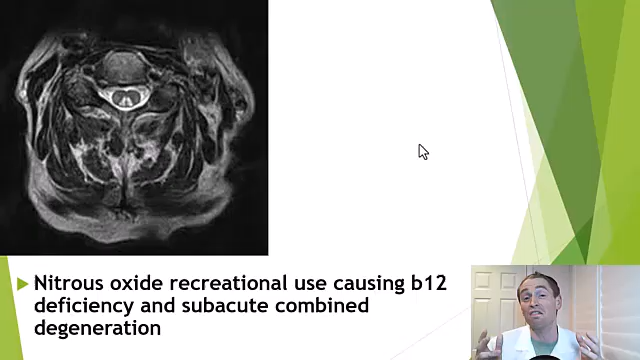 Nitrous oxide recreational use causing b12
deficiency and subacute combined
degeneration